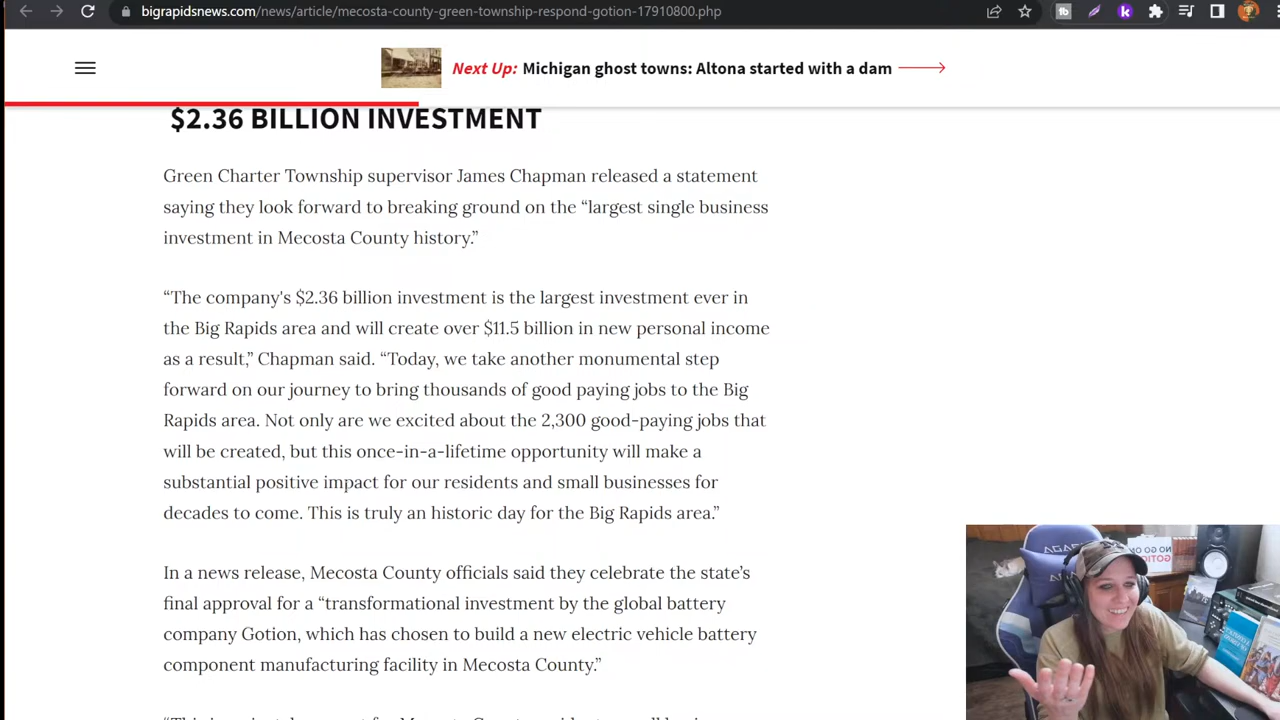 bigrapidsnews.com/news/article/mecosta-county-green-township-respond-gotion-17910800.php
Next Up: Michigan ghost towns: Altona started with a dam
$2.36 BILLION INVESTMENT
Green Charter Township supervisor James Chapman released a statement
saying they look forward to breaking ground on the “largest single business
investment in Mecosta County history.”
“The company's $2.36 billion investment is the largest investment ever in
the Big Rapids area and will create over $11.5 billion in new personal income
as a result,” Chapman said. “Today, we take another monumental step
forward on our journey to bring thousands of good paying jobs to the Big
Rapids area. Not only are we excited about the 2,300 good-paying jobs that
will be created, but this once-in-a-lifetime opportunity will make a
substantial positive impact for our residents and small businesses for
decades to come. This is truly an historic day for the Big Rapids area.”
In a news release, Mecosta County officials said they celebrate the state’s
final approval for a “transformational investment by the global battery
company Gotion, which has chosen to build a new electric vehicle battery
component manufacturing facility in Mecosta County.”
NO GO ON
GOTION